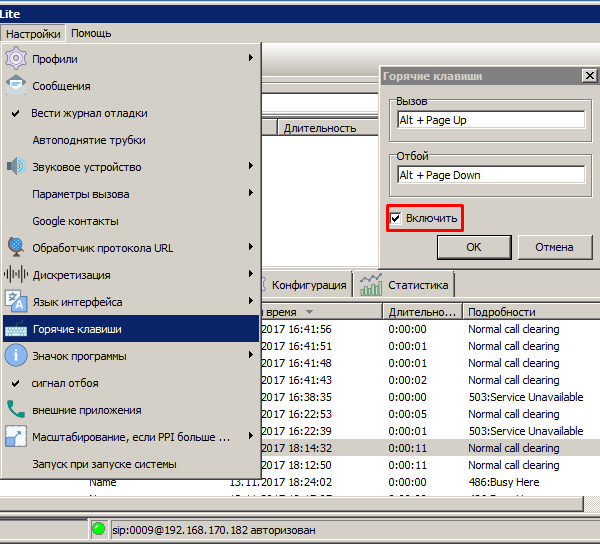 Lite
Настройки Помощь
Профили
Сообщения
Вести журнал отладки
Автоподнятие трубки
Звуковое устройство
Параметры вызова
Google контакты
Обработчик протокола URL
Дискретизация
Язык интерфейса
Горячие клавиши
Значок программы
сигнал отбоя
внешние приложения
Масштабирование, если PPI больше ...
Запуск при запуске системы
Длительность
Горячие клавиши
Вызов
Alt + Page Up
Отбой
Alt + Page Down
Включить
ОК Отмена
Конфигурация Статистика
время Длительно... Подробности
.2017 16:41:56 0:00:00 Normal call clearing
.2017 16:41:51 0:00:01 Normal call clearing
.2017 16:41:48 0:00:01 Normal call clearing
.2017 16:41:43 0:00:02 Normal call clearing
.2017 16:38:35 0:00:00 503:Service Unavailable
.2017 16:22:53 0:00:05 Normal call clearing
.2017 16:22:39 0:00:01 503:Service Unavailable
.2017 18:14:32 0:00:11 Normal call clearing
.2017 18:12:50 0:00:11 Normal call clearing
Name 13.11.2017 18:24:02 0:00:00 486:Busy Here
sip:0009@192.168.170.182 авторизован